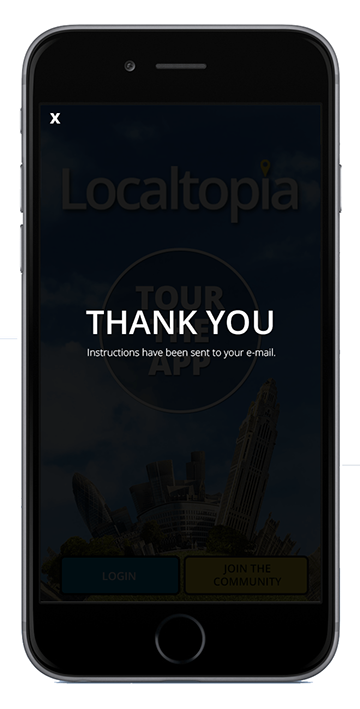 X
Localtopia
TOUR
THE
APP
THANK YOU
Instructions have been sent to your e-mail.
LOGIN
JOIN THE
COMMUNITY